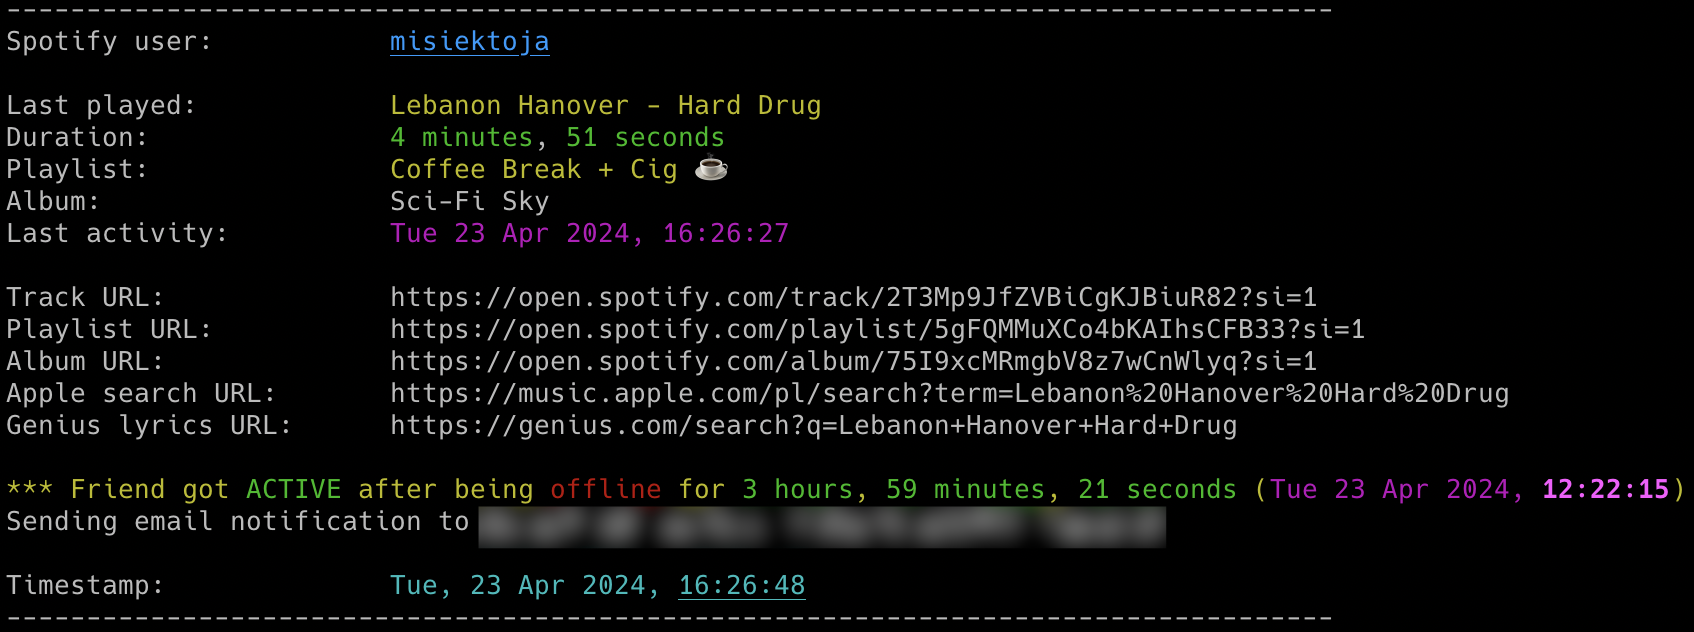 -----------------------------------------------------------------------------------
Spotify user: misiektoja
Last played: Lebanon Hanover - Hard Drug
Duration: 4 minutes, 51 seconds
Playlist: Coffee Break + Cig ☕
Album: Sci-Fi Sky
Last activity: Tue 23 Apr 2024, 16:26:27
Track URL: https://open.spotify.com/track/2T3Mp9JfZVBiCgKJBiuR82?si=1
Playlist URL: https://open.spotify.com/playlist/5gFQMMuXCo4bKAIhsCFB33?si=1
Album URL: https://open.spotify.com/album/75I9xcMRmgbV8z7wCnWlyq?si=1
Apple search URL: https://music.apple.com/pl/search?term=Lebanon%20Hanover%20Hard%20Drug
Genius lyrics URL: https://genius.com/search?q=Lebanon+Hanover+Hard+Drug
*** Friend got ACTIVE after being offline for 3 hours, 59 minutes, 21 seconds (Tue 23 Apr 2024, 12:22:15)
Sending email notification to
Timestamp: Tue, 23 Apr 2024, 16:26:48
-----------------------------------------------------------------------------------